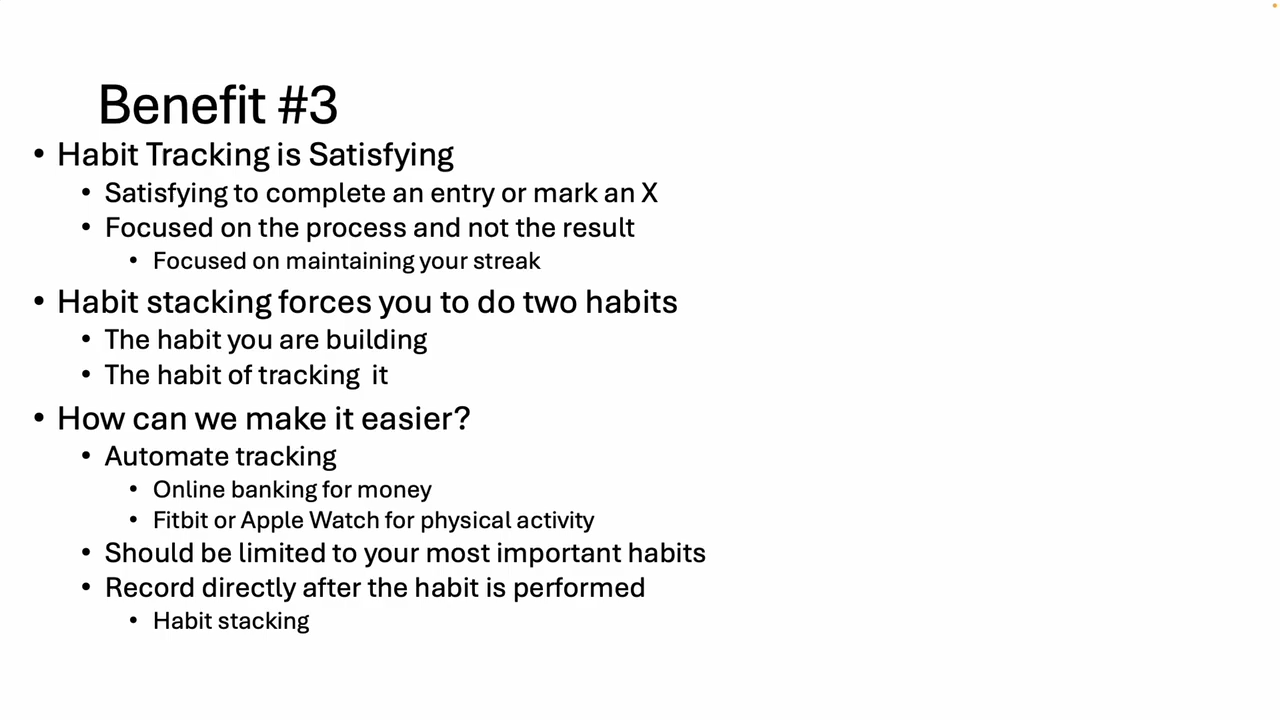 Benefit #3
• Habit Tracking is Satisfying
• Satisfying to complete an entry or mark an X
• Focused on the process and not the result
• Focused on maintaining your streak
• Habit stacking forces you to do two habits
• The habit you are building
• The habit of tracking  it
• How can we make it easier?
• Automate tracking
• Online banking for money
• Fitbit or Apple Watch for physical activity
• Should be limited to your most important habits
• Record directly after the habit is performed
• Habit stacking